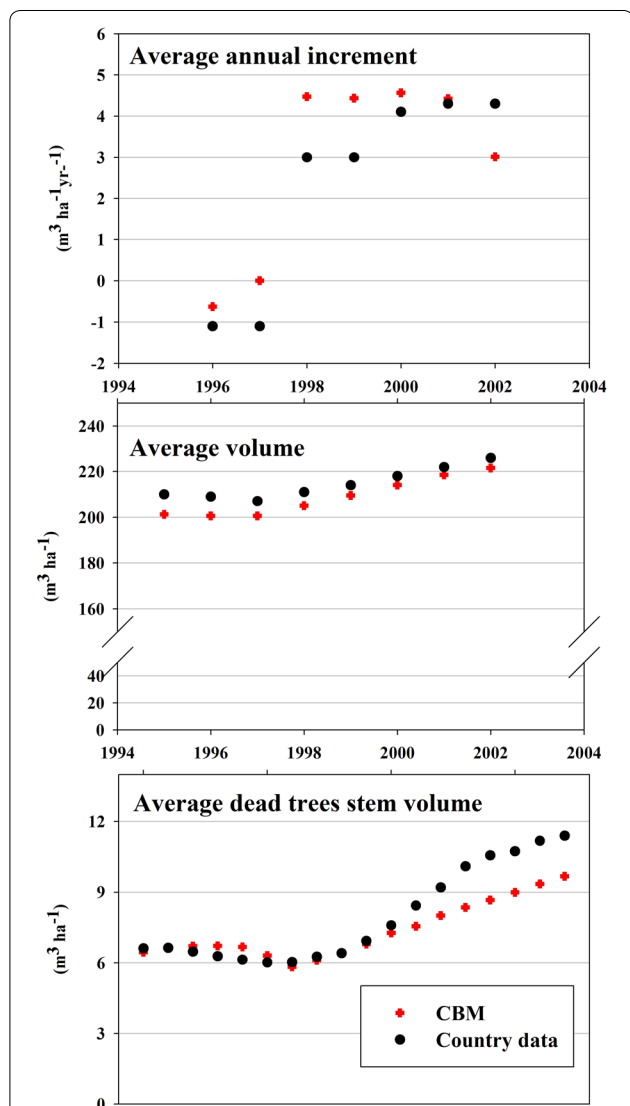 Average annual increment
6
5
4
3
2
1
0
-1
-2
(m3 ha-1yr-1)
1994 1996 1998 2000 2002 2004
Average volume
240
220
200
180
160
40
20
0
(m3 ha-1)
1994 1996 1998 2000 2002 2004
Average dead trees stem volume
12
9
6
3
0
(m3 ha-1)
CBM
Country data